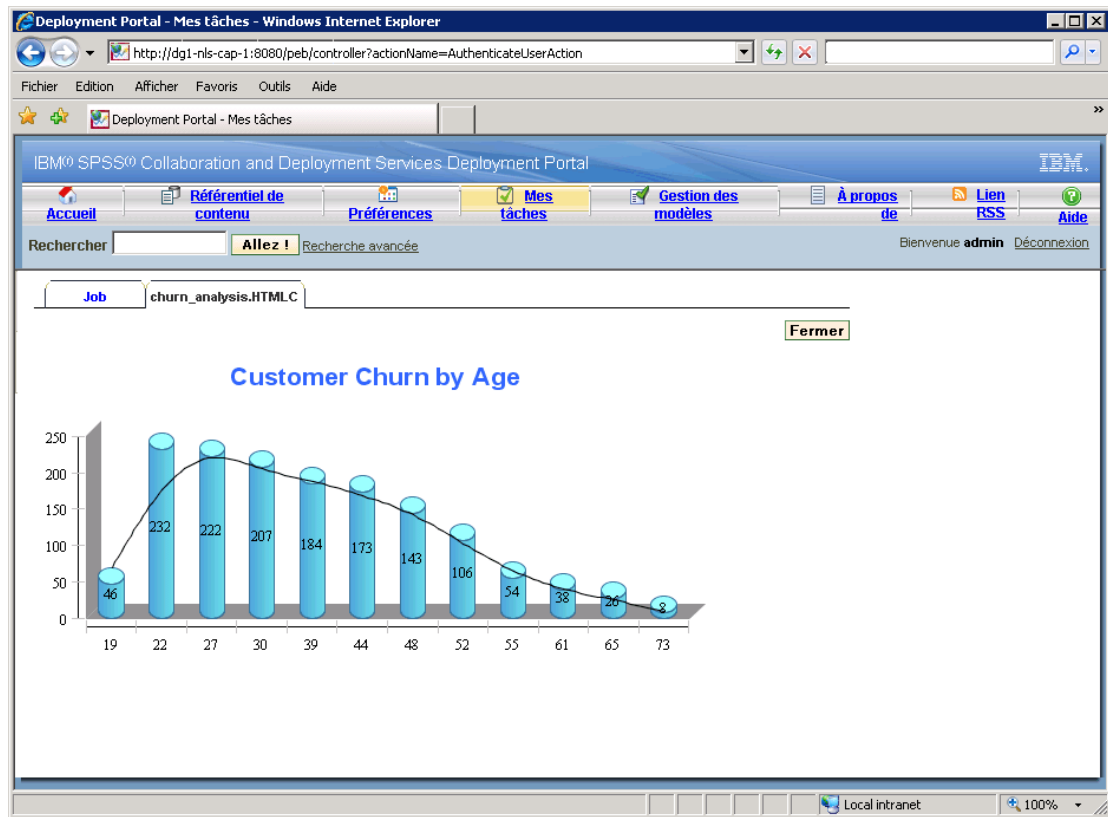 Deployment Portal - Mes tâches - Windows Internet Explorer
http://dg1-nls-cap-1:8080/peb/controller?actionName=AuthenticateUserAction
Fichier Edition Afficher Favoris Outils Aide
Deployment Portal - Mes tâches
»
IBM® SPSS® Collaboration and Deployment Services Deployment Portal
IBM.
Accueil
Référentiel de
contenu
Préférences
Mes
tâches
Gestion des
modèles
À propos
de
Lien
RSS
Aide
Rechercher Allez ! Recherche avancée Bienvenue admin Déconnexion
Job churn_analysis.HTMLC
Fermer
Customer Churn by Age
250
200
150
100
50
0
46 232 222 207 184 173 143 106 54 38 26 8
19 22 27 30 39 44 48 52 55 61 65 73
Local intranet 100%